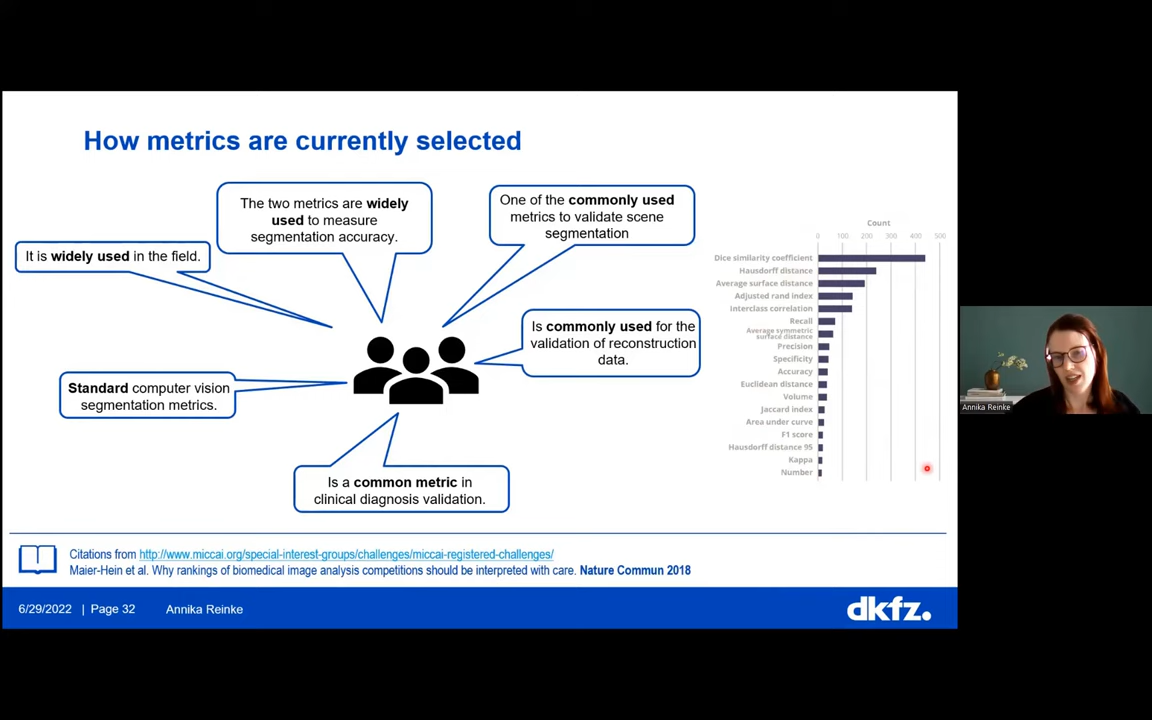 How metrics are currently selected
The two metrics are widely
used to measure
segmentation accuracy.
One of the commonly used
metrics to validate scene
segmentation
It is widely used in the field.
Is commonly used for the
validation of reconstruction
data.
Standard computer vision
segmentation metrics.
Is a common metric in
clinical diagnosis validation.
Count
0 100 200 300 400 500
Dice similarity coefficient
Hausdorff distance
Average surface distance
Adjusted rand index
Interclass correlation
Recall
Average symmetric
surface distance
Precision
Specificity
Accuracy
Euclidean distance
Volume
Jaccard index
Area under curve
F1 score
Hausdorff distance 95
Kappa
Number
Annika Reinke
Citations from http://www.miccai.org/special-interest-groups/challenges/miccai-registered-challenges/
Maier-Hein et al. Why rankings of biomedical image analysis competitions should be interpreted with care. Nature Commun 2018
6/29/2022 | Page 32 Annika Reinke
dkfz.